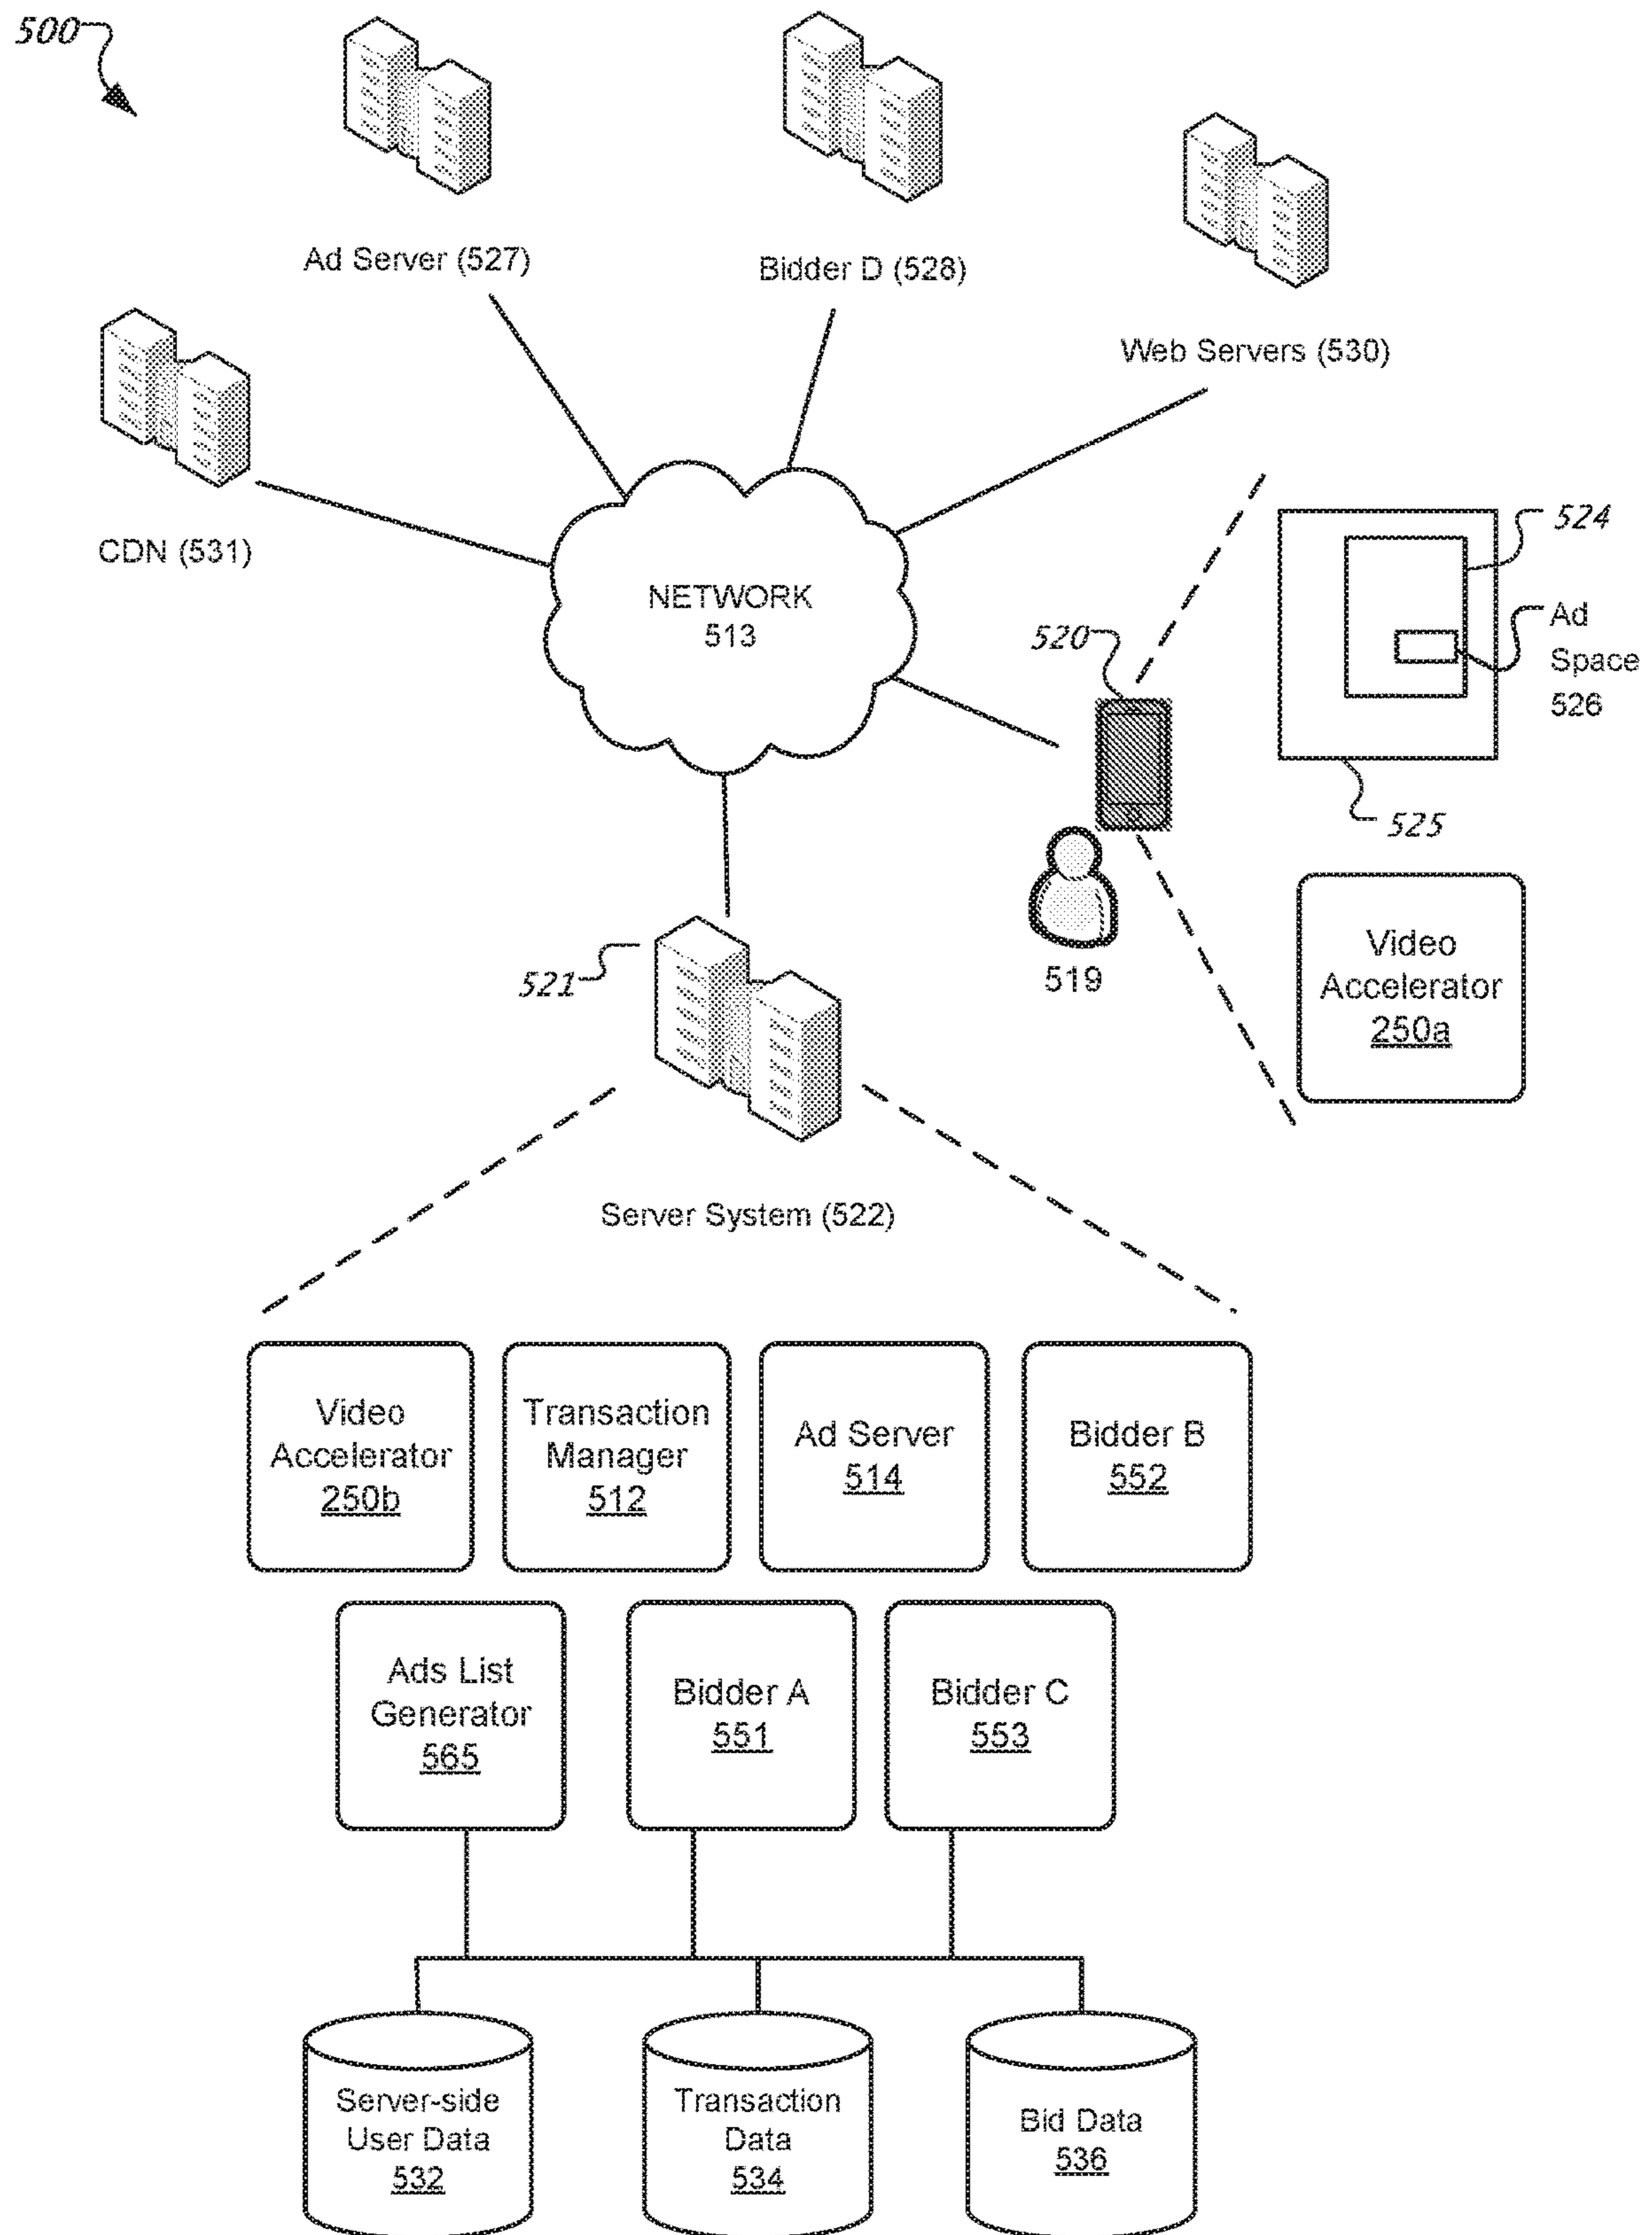 500
Ad Server (527)
Bidder D (528)
Web Servers (530)
CDN (531)
NETWORK
513
524
Ad
Space
526
520
525
519
Video
Accelerator
250a
521
Server System (522)
Video
Accelerator
250b
Transaction
Manager
512
Ad Server
514
Bidder B
552
Ads List
Generator
565
Bidder A
551
Bidder C
553
Server-side
User Data
532
Transaction
Data
534
Bid Data
536